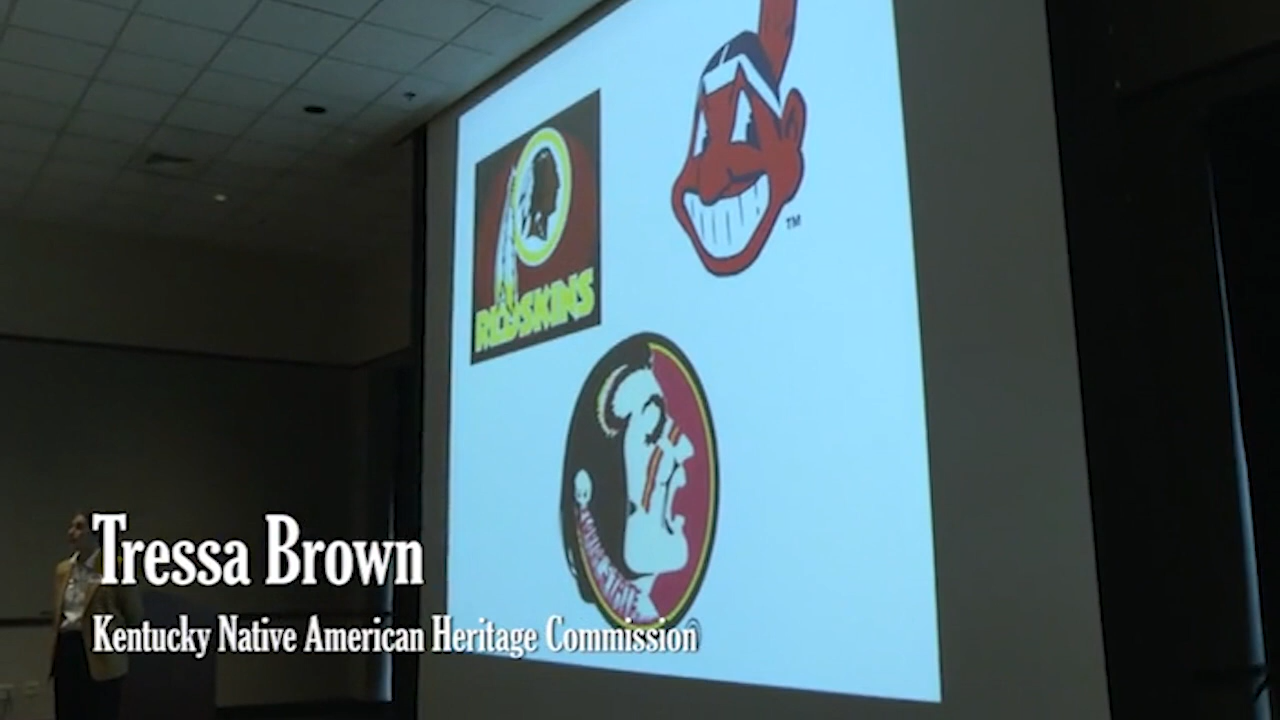 REDSKINS
TM
Tressa Brown
Kentucky Native American Heritage Commission